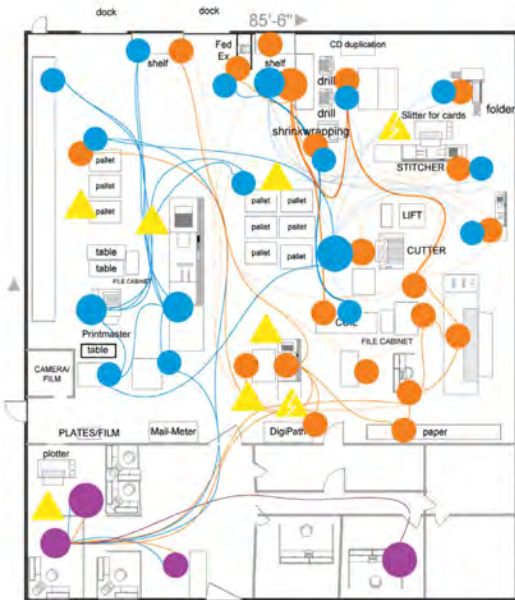 dock
dock
85'-6"
Fed
Ex
CD duplication
shelf
shelf
drill
drill
folder
Slitter for cards
shrinkwrapping
STITCHER
pallet
pallet
pallet
pallet
pallet
pallet
pallet
pallet
pallet
LIFT
table
table
CUTTER
FILE CABINET
Printmaster
COIL
FILE CABINET
table
CAMERA/
FILM
PLATES/FILM
Mail-Meter
DigiPath
paper
plotter